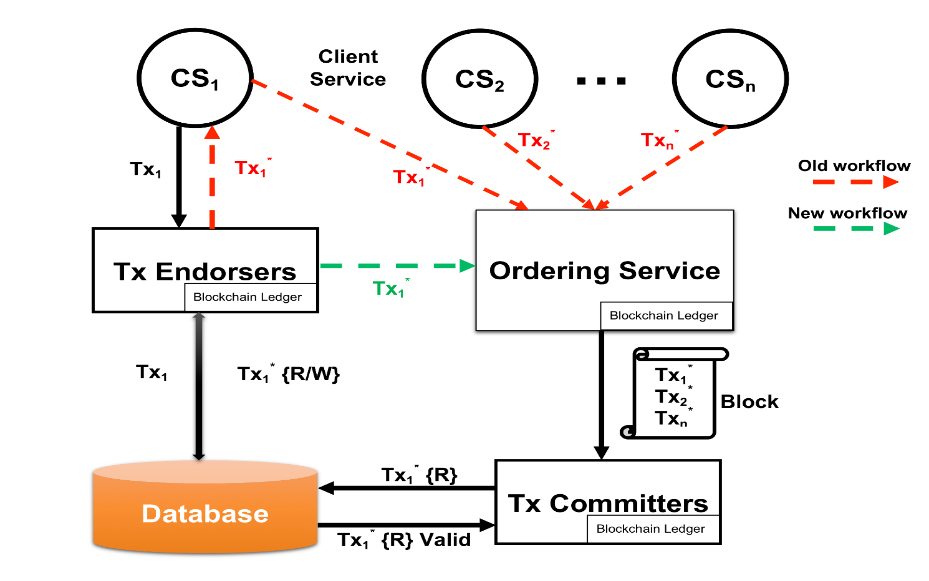 CS₁
Client
Service
CS₂
...
CSₙ
Tx₂*
Txₙ*
Tx₁
Tx₁*
Tx₁*
Old workflow
New workflow
Tx Endorsers
Blockchain Ledger
Tx₁*
Ordering Service
Blockchain Ledger
Tx₁
Tx₁* {R/W}
Tx₁*
Tx₂*
Txₙ*
Block
Tx₁* {R}
Database
Tx₁* {R} Valid
Tx Committers
Blockchain Ledger